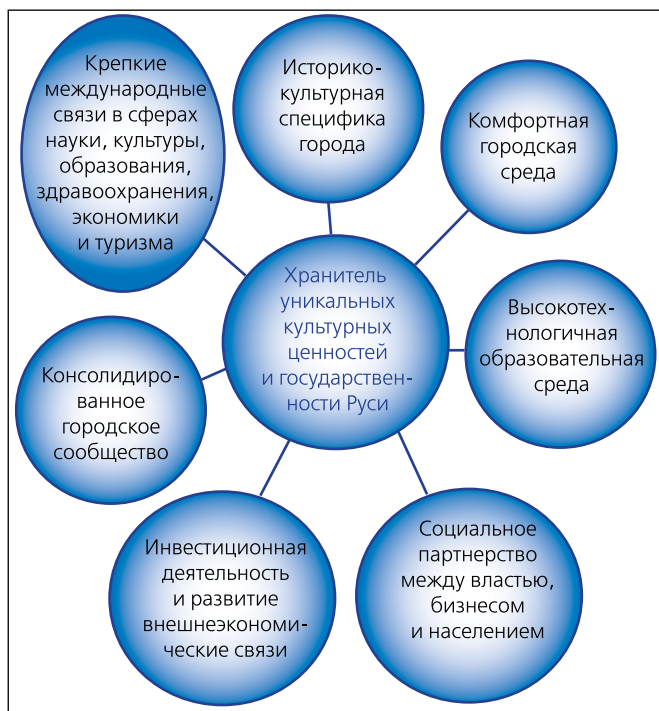 Крепкие
международные
связи в сферах
науки, культуры,
образования,
здравоохранения,
экономики
и туризма
Историко-
культурная
специфика
города
Комфортная
городская
среда
Хранитель
уникальных
культурных
ценностей
и государствен-
ности Руси
Высокотех-
нологичная
образовательная
среда
Консолидиро-
ванное
городское
сообщество
Инвестиционная
деятельность
и развитие
внешнеэкономи-
ческие связи
Социальное
партнерство
между властью,
бизнесом
и населением